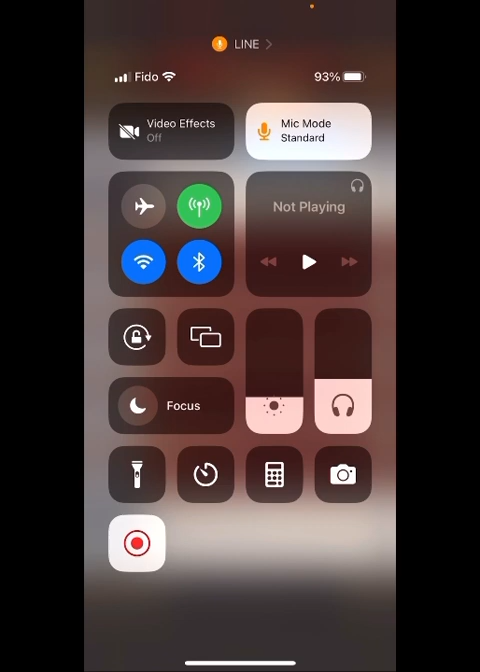 LINE
Fido 93%
Video Effects
Off
Mic Mode
Standard
Not Playing
Focus